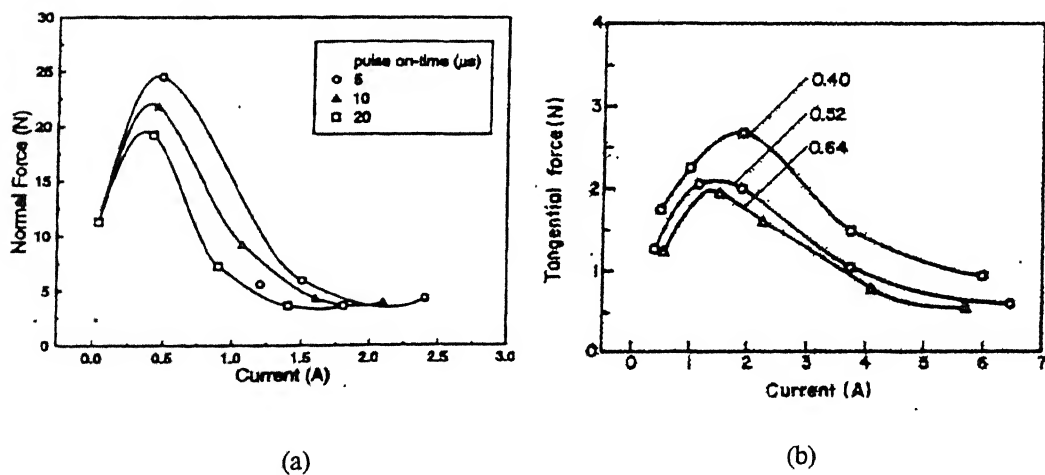 30
25
20
15
10
5
0
Normal Force (N)
0.0 0.5 1.0 1.5 2.0 2.5 3.0
Current (A)
pulse on-time (µs)
5
10
20
(a)
4
3
2
1
0
Tangential force (N)
0.40
0.52
0.64
0 1 2 3 4 5 6 7
Current (A)
(b)